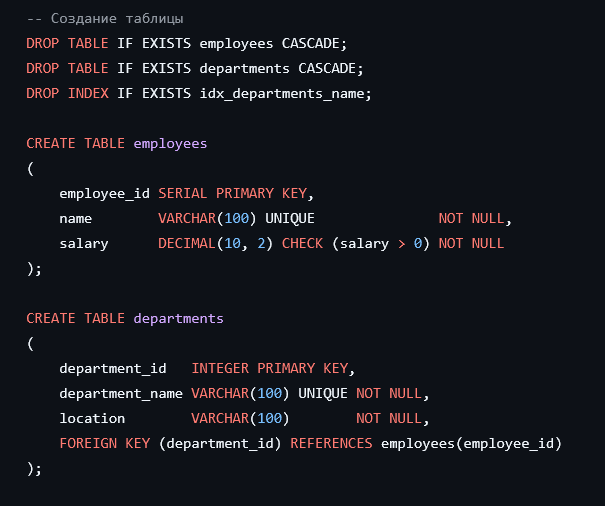 -- Создание таблицы
DROP TABLE IF EXISTS employees CASCADE;
DROP TABLE IF EXISTS departments CASCADE;
DROP INDEX IF EXISTS idx_departments_name;

CREATE TABLE employees
(
    employee_id SERIAL PRIMARY KEY,
    name        VARCHAR(100) UNIQUE               NOT NULL,
    salary      DECIMAL(10, 2) CHECK (salary > 0) NOT NULL
);

CREATE TABLE departments
(
    department_id   INTEGER PRIMARY KEY,
    department_name VARCHAR(100) UNIQUE NOT NULL,
    location        VARCHAR(100)        NOT NULL,
    FOREIGN KEY (department_id) REFERENCES employees(employee_id)
);